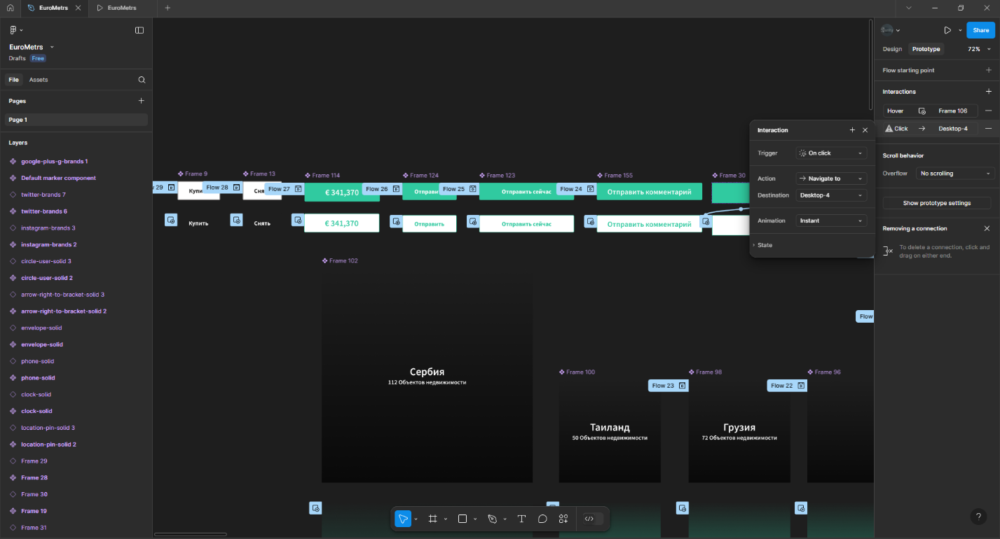 EuroMetrs
EuroMetrs
EuroMetrs
Drafts Free
File Assets
Pages
Page 1
Layers
google-plus-g-brands 1
Default marker component
twitter-brands 7
twitter-brands 6
instagram-brands 3
instagram-brands 2
circle-user-solid 3
circle-user-solid 2
arrow-right-to-bracket-solid 3
arrow-right-to-bracket-solid 2
envelope-solid
envelope-solid
phone-solid
phone-solid
clock-solid
clock-solid
location-pin-solid 3
location-pin-solid 2
Frame 29
Frame 28
Frame 30
Frame 19
Frame 31
Frame 9 Frame 13 Frame 114 Frame 124 Frame 123 Frame 155 Frame 30
29 Купи Flow 28 Сня Flow 27 € 341,370 Flow 26 Отправит Flow 25 Отправить сейчас Flow 24 Отправить комментарий
Купить Снять € 341,370 Отправить Отправить сейчас Отправить комментарий
Frame 102
Сербия
112 Объектов недвижимости
Frame 100 Frame 98 Frame 96
Flow
Flow 23 Flow 22
Таиланд
50 Объектов недвижимости
Грузия
72 Объектов недвижимости
Interaction
Trigger On click
Action Navigate to
Destination Desktop-4
Animation Instant
State
Share
Design Prototype 72%
Flow starting point
Interactions
Hover Frame 106
Click Desktop-4
Scroll behavior
Overflow No scrolling
Show prototype settings
Removing a connection
To delete a connection, click and
drag on either end.